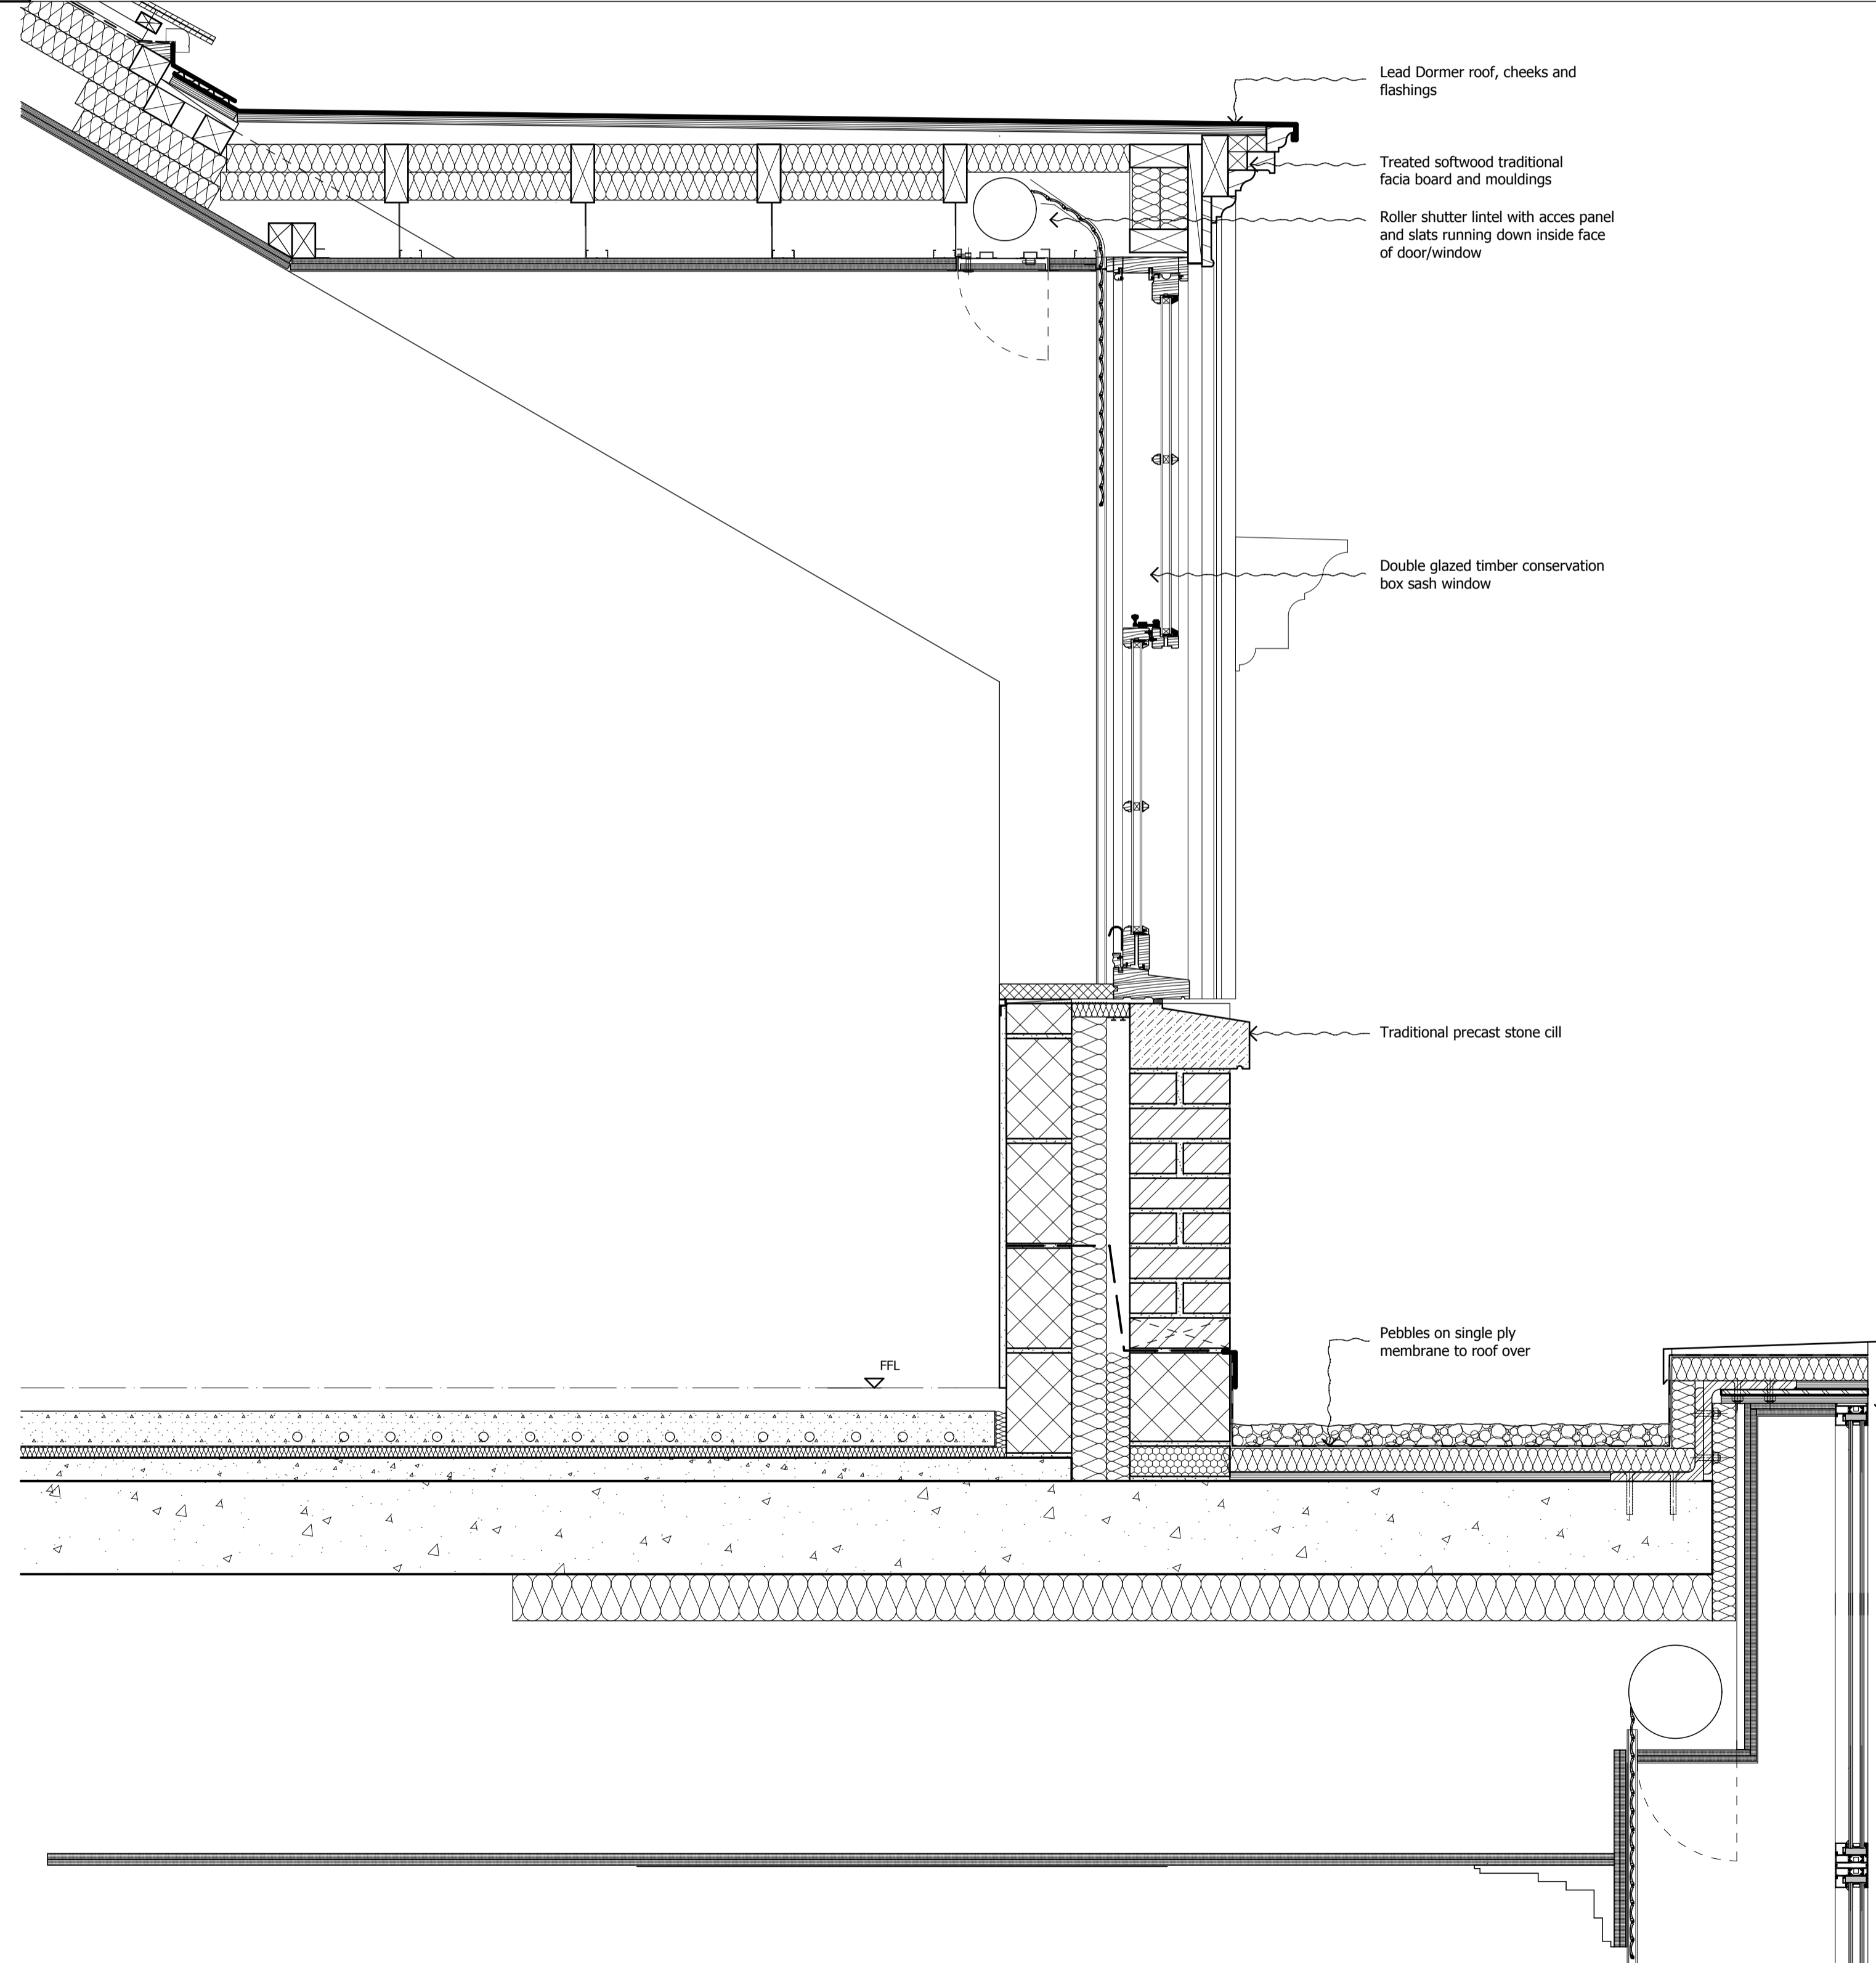 Lead Dormer roof, cheeks and
flashings
Treated softwood traditional
facia board and mouldings
Roller shutter lintel with acces panel
and slats running down inside face
of door/window
Double glazed timber conservation
box sash window
Traditional precast stone cill
Pebbles on single ply
membrane to roof over
FFL